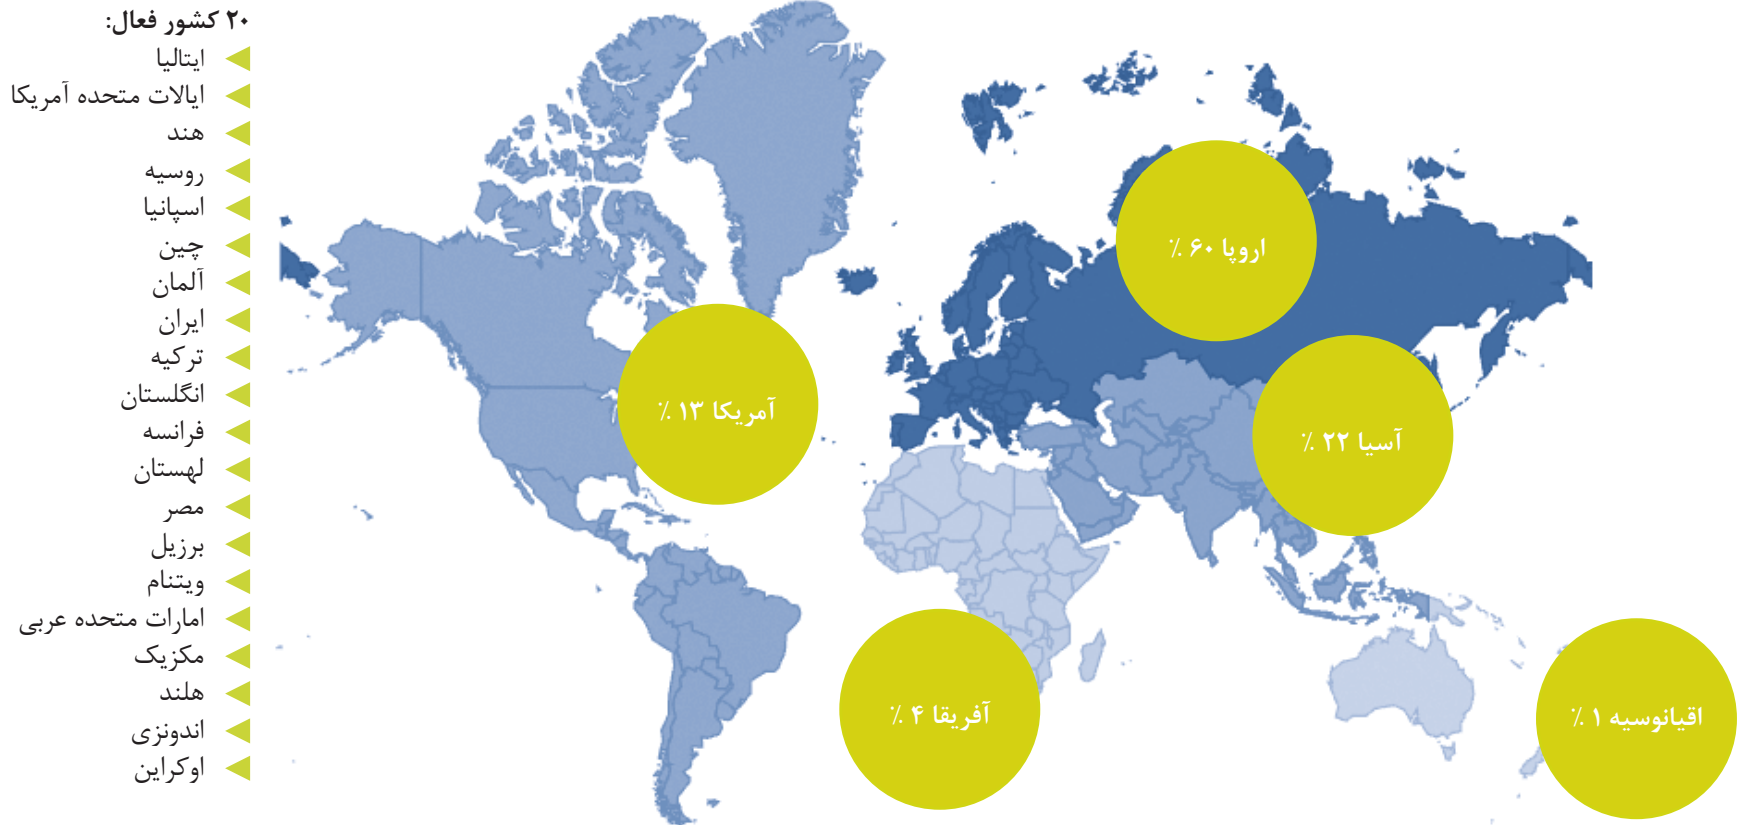 ۲۰ کشور فعال:
ایتالیا
ایالات متحده آمریکا
هند
روسیه
اسپانیا
چین
آلمان
ایران
ترکیه
انگلستان
فرانسه
لهستان
مصر
برزیل
ویتنام
امارات متحده عربی
مکزیک
هلند
اندونزی
اوکراین
اروپا ۶۰ ٪
آمریکا ۱۳ ٪
آسیا ۲۲ ٪
آفریقا ۴ ٪
اقیانوسیه ۱ ٪